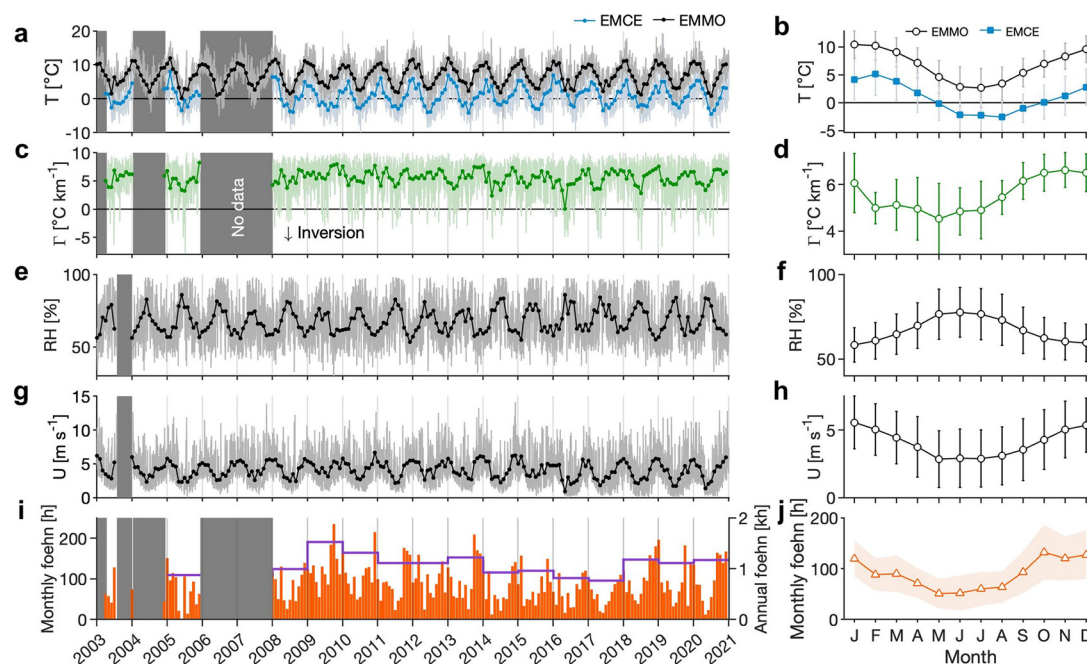 EMCE EMMO
a
20
10
0
-10
T [°C]
b
EMMO EMCE
10
5
0
-5
T [°C]
c
10
5
0
-5
Γ [°C km⁻¹]
No data
↓ Inversion
d
6
4
Γ [°C km⁻¹]
e
100
50
RH [%]
f
100
50
RH [%]
g
15
10
5
0
U [m s⁻¹]
h
5
0
U [m s⁻¹]
i
200
100
0
Monthly foehn [h]
2
1
0
Annual foehn [kh]
2003 2004 2005 2006 2007 2008 2009 2010 2011 2012 2013 2014 2015 2016 2017 2018 2019 2020 2021
j
200
100
0
Monthly foehn [h]
J F M A M J J A S O N D
Month